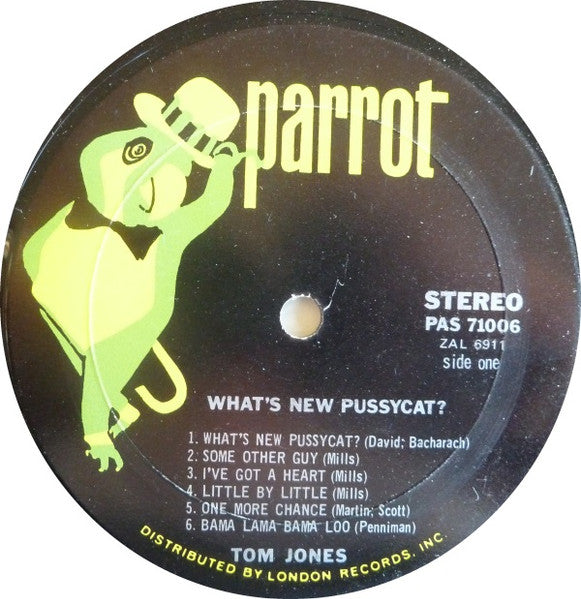 parrot
STEREO
PAS 71006
ZAL 6911
side one
WHAT'S NEW PUSSYCAT?
1. WHAT'S NEW PUSSYCAT? (David; Bacharach)
2. SOME OTHER GUY (Mills)
3. I'VE GOT A HEART (Mills)
4. LITTLE BY LITTLE (Mills)
5. ONE MORE CHANCE (Martin; Scott)
6. BAMA LAMA BAMA LOO (Penniman)
TOM JONES
DISTRIBUTED BY LONDON RECORDS, INC.